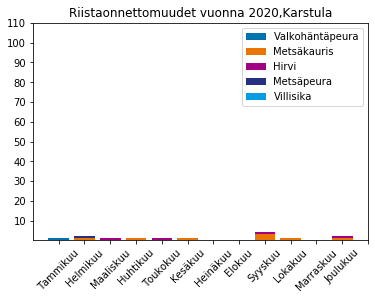 Riistaonnettomuudet vuonna 2020,Karstula
110
100
90
80
70
60
50
40
30
20
10
Valkohäntäpeura
Metsäkauris
Hirvi
Metsäpeura
Villisika
Tammikuu
Helmikuu
Maaliskuu
Huhtikuu
Toukokuu
Kesäkuu
Heinäkuu
Elokuu
Syyskuu
Lokakuu
Marraskuu
Joulukuu